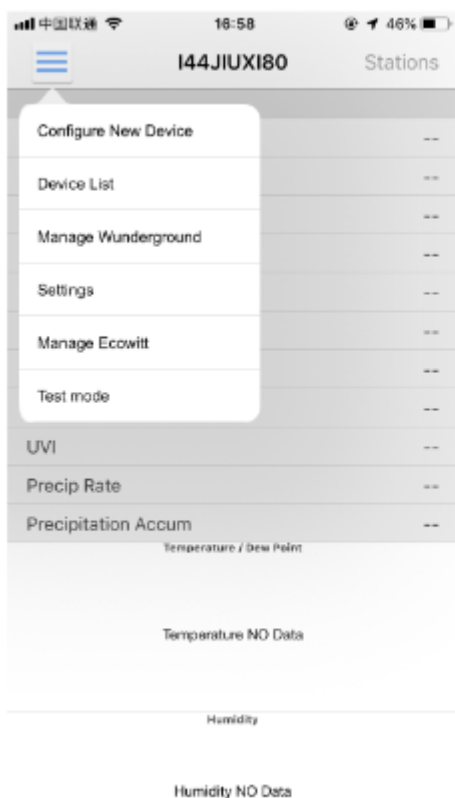 中国联通 16:58 46%
I44JIUXI80 Stations
Configure New Device
--
Device List
--
Manage Wunderground
--
--
Settings
--
Manage Ecowitt
--
--
Test mode
--
UVI --
Precip Rate --
Precipitation Accum --
Temperature / Dew Point
Temperature NO Data
Humidity
Humidity NO Data